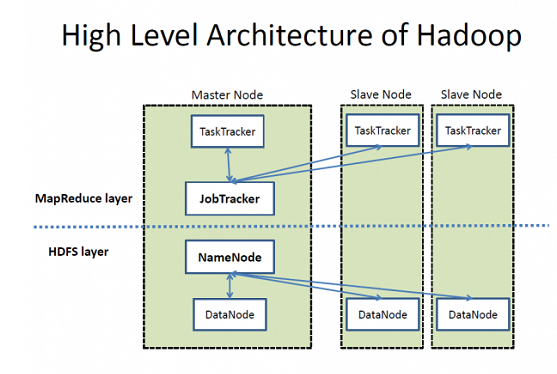 High Level Architecture of Hadoop
Master Node
Slave Node
Slave Node
TaskTracker
TaskTracker
TaskTracker
JobTracker
MapReduce layer
HDFS layer
NameNode
DataNode
DataNode
DataNode